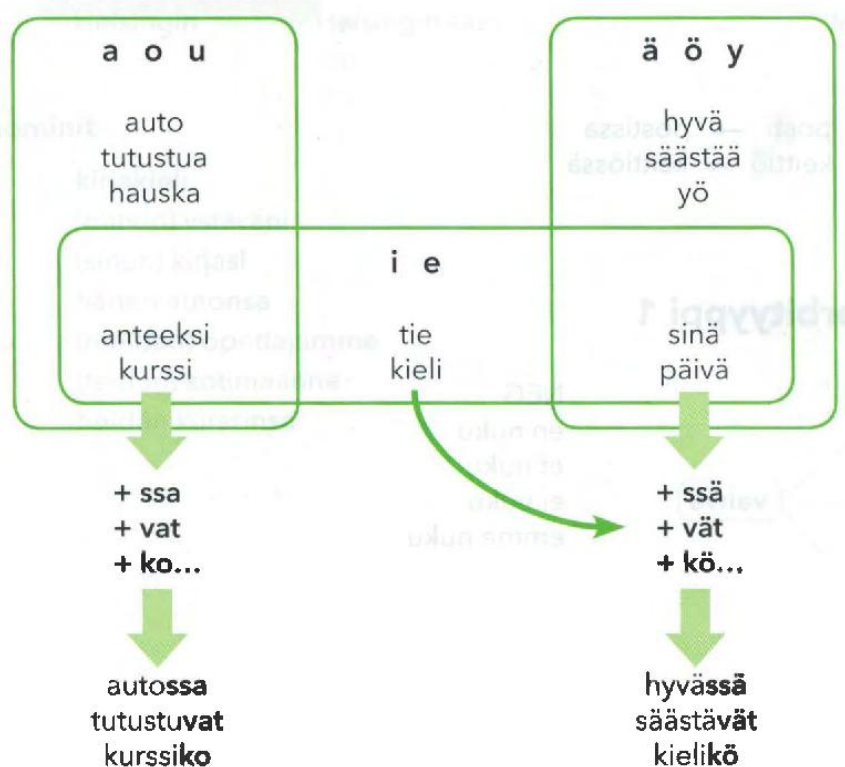 a o u
auto
tutustua
hauska
ä ö y
hyvä
säästää
yö
i e
anteeksi
kurssi
tie
kieli
sinä
päivä
+ ssa
+ vat
+ ko...
+ ssä
+ vät
+ kö...
autossa
tutustuvat
kurssiko
hyvässä
säästävät
kielikö